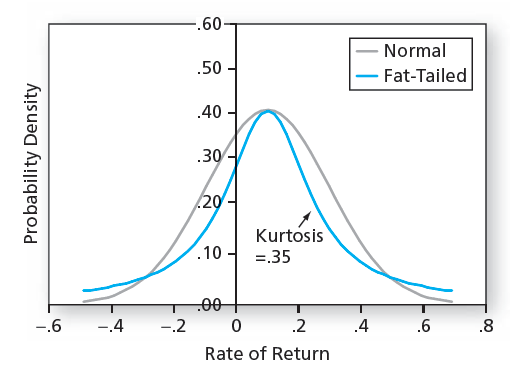 .60
.50
.40
.30
.20
.10
.00
Probability Density
Normal
Fat-Tailed
Kurtosis
=.35
–.6 –.4 –.2 0 .2 .4 .6 .8
Rate of Return